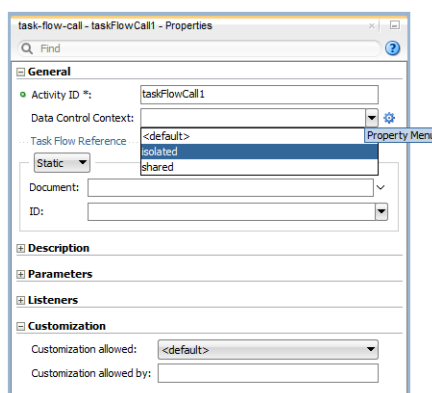 task-flow-call - taskFlowCall1 - Properties
Find
General
Activity ID *: taskFlowCall1
Data Control Context:
<default>
Property Menu
Task Flow Reference
isolated
Static
shared
Document:
ID:
Description
Parameters
Listeners
Customization
Customization allowed: <default>
Customization allowed by: